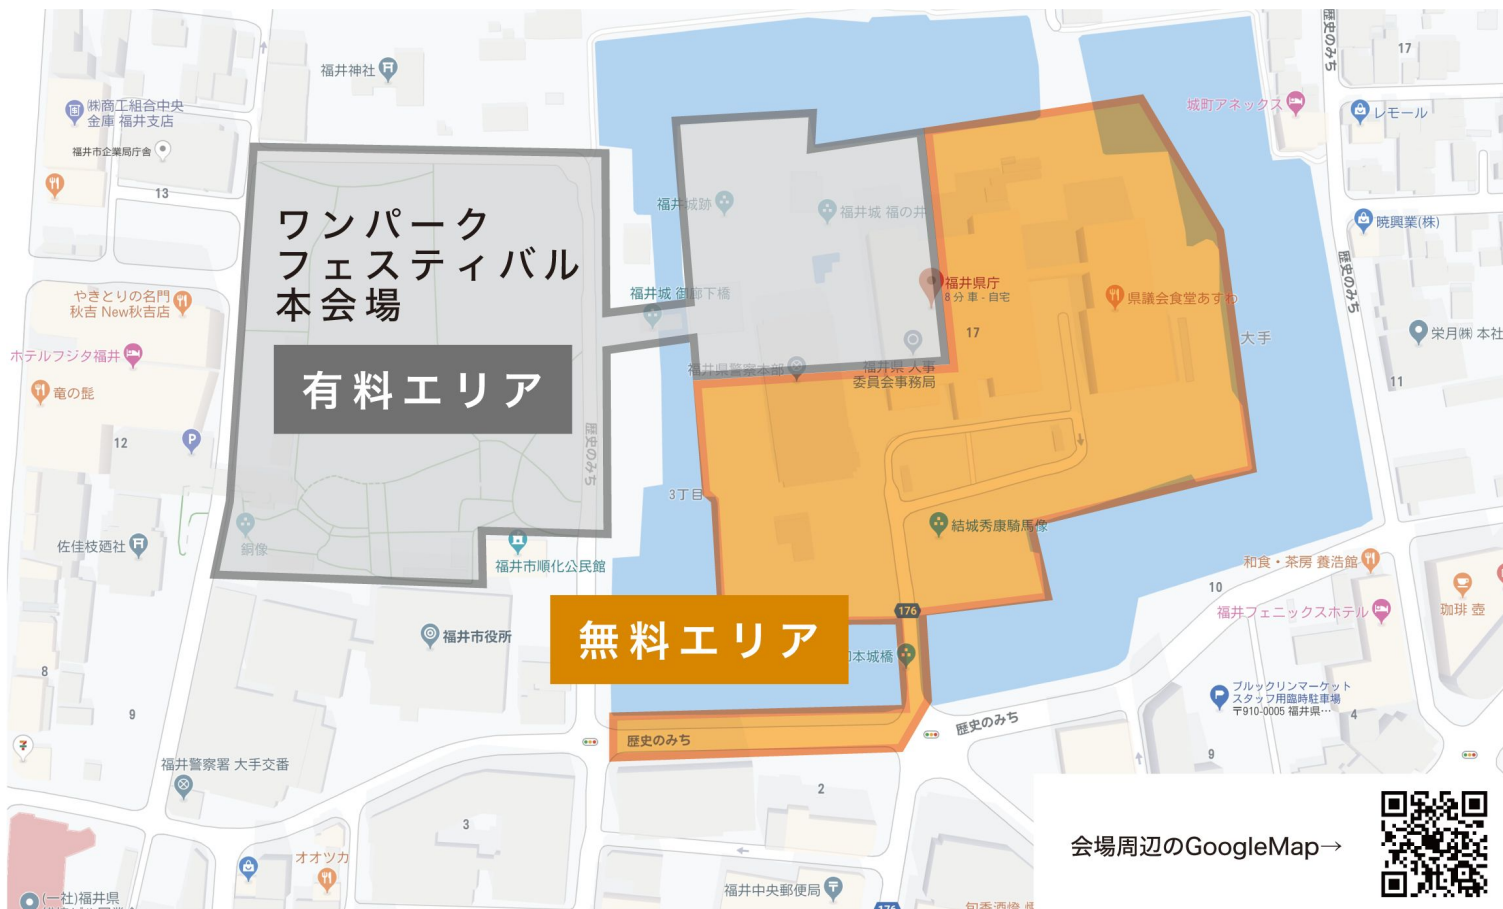 歴史のみち
17
福井神社
㈱商工組合中央
金庫 福井支店
城町アネックス
レモール
福井市企業局庁舎
13
ワンパーク
フェスティバル
本会場
福井城跡
福井城 福の井
暁興業(株)
歴史のみち
やきとりの名門
秋吉 New秋吉店
福井城 御廊下橋
福井県庁
8分 車 - 自宅
県議会食堂あすわ
17
大手
栄月㈱ 本社
ホテルフジタ福井
有料エリア
福井県警察本部
福井県 人事
委員会事務局
11
竜の髭
12
P
歴史のみち
3丁目
結城秀康騎馬像
佐佳枝廼社
銅像
福井市順化公民館
和食・茶房 養浩館
10
珈琲 壺
福井フェニックスホテル
176
無料エリア
福井市役所
本城橋
8
9
ブルックリンマーケット
スタッフ用臨時駐車場
〒910-0005 福井県…
4
歴史のみち
歴史のみち
9
福井警察署 大手交番
2
3
会場周辺のGoogleMap→
オオツカ
福井中央郵便局
(一社)福井県
176